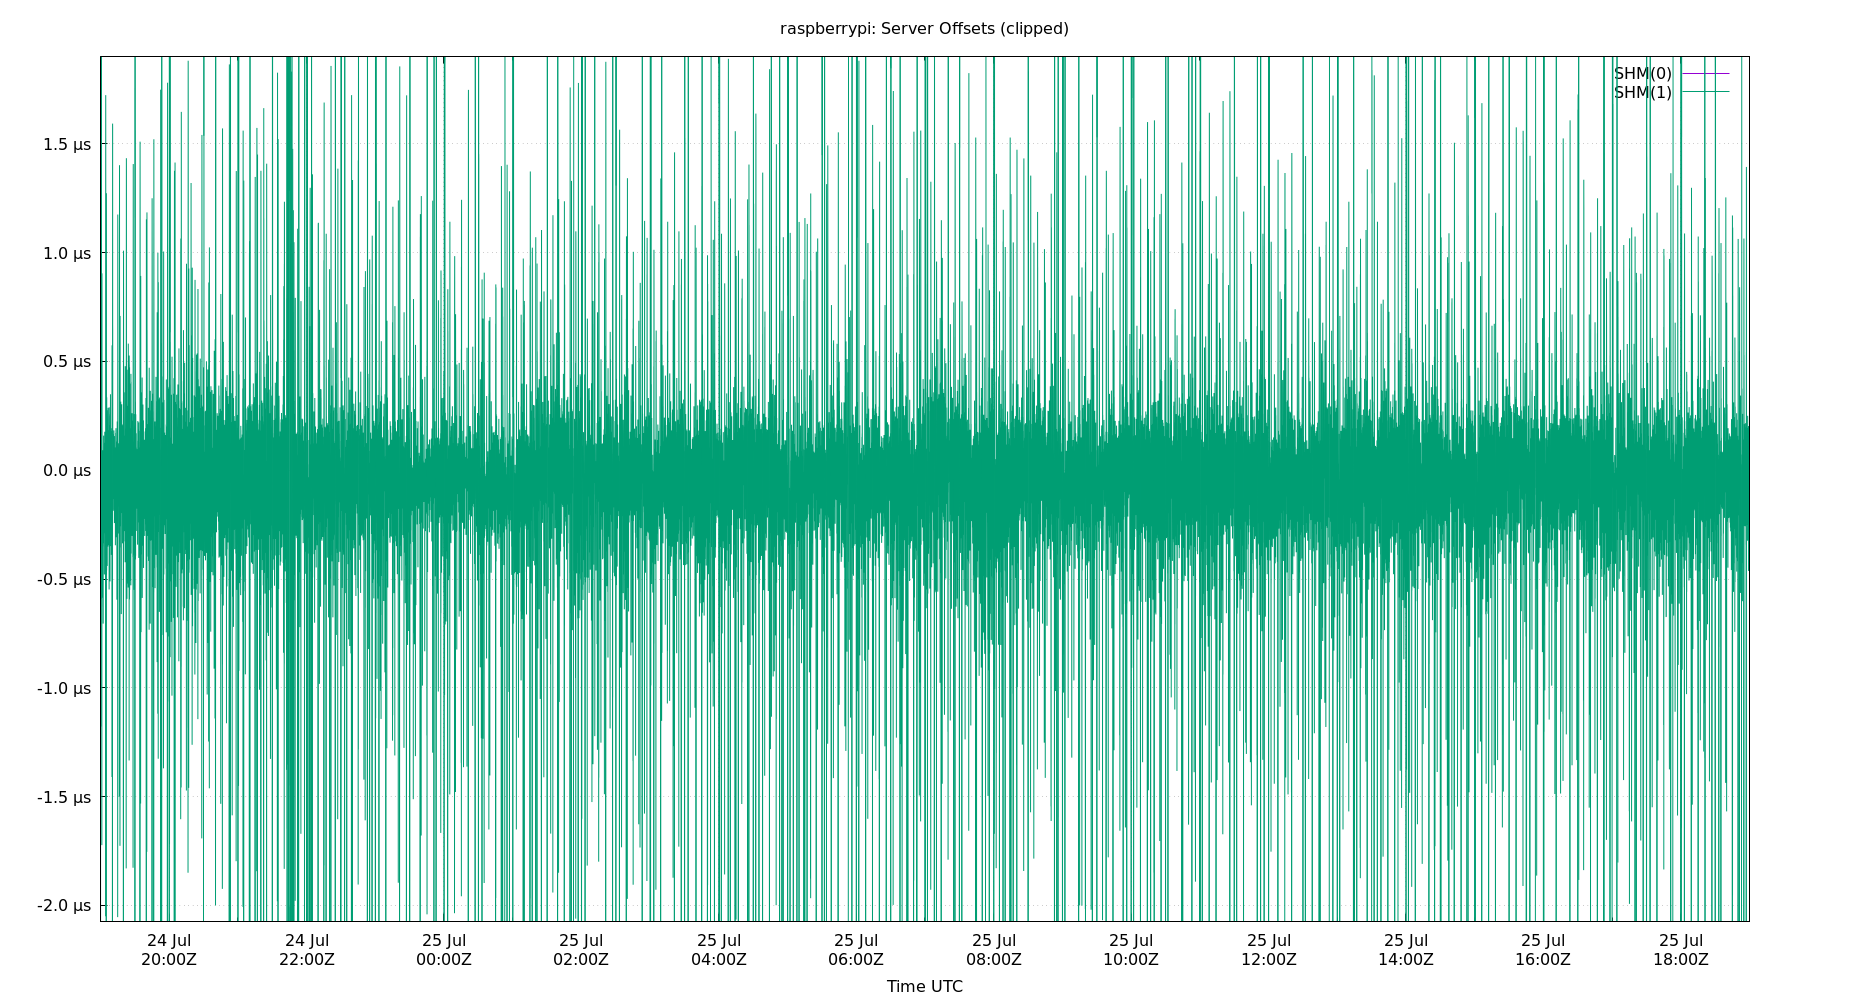 raspberrypi: Server Offsets (clipped)
SHM(0)
SHM(1)
1.5 µs
1.0 µs
0.5 µs
0.0 µs
-0.5 µs
-1.0 µs
-1.5 µs
-2.0 µs
24 Jul 24 Jul 25 Jul 25 Jul 25 Jul 25 Jul 25 Jul 25 Jul 25 Jul 25 Jul 25 Jul 25 Jul
20:00Z 22:00Z 00:00Z 02:00Z 04:00Z 06:00Z 08:00Z 10:00Z 12:00Z 14:00Z 16:00Z 18:00Z
Time UTC